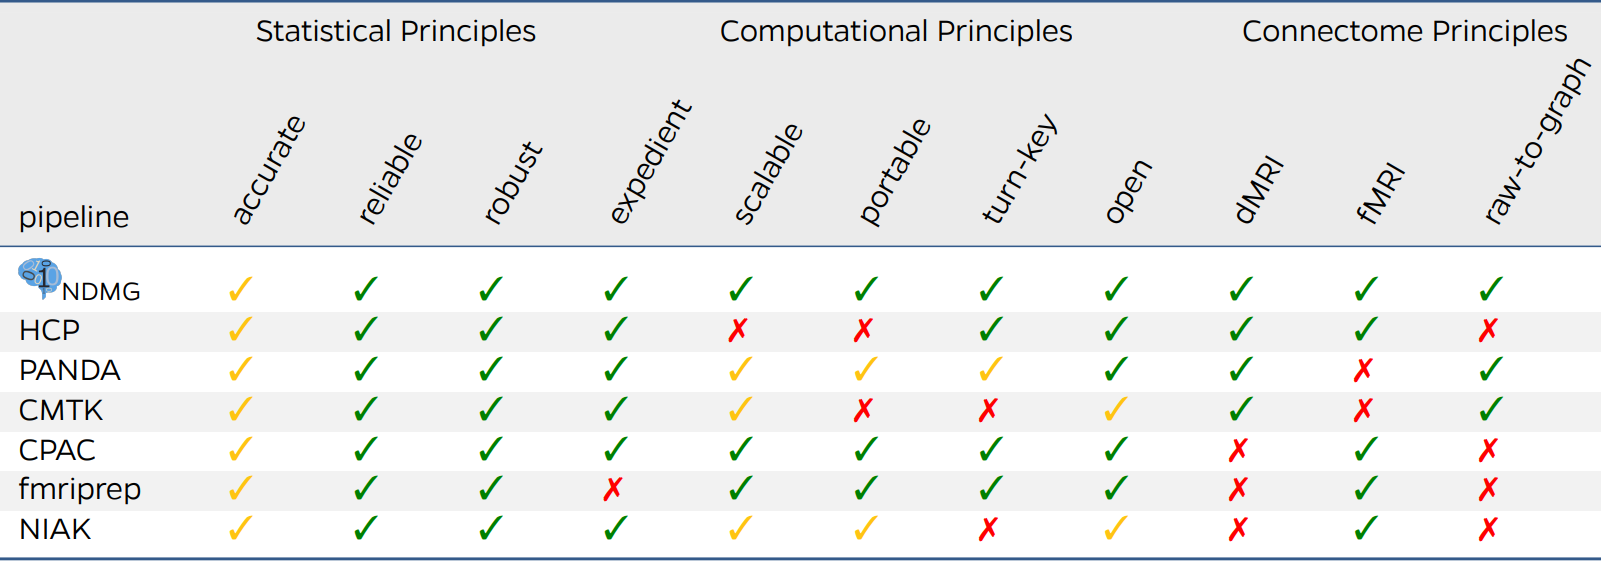 Statistical Principles Computational Principles Connectome Principles
pipeline accurate reliable robust expedient scalable portable turn-key open dMRI fMRI raw-to-graph
NDMG ✓ ✓ ✓ ✓ ✓ ✓ ✓ ✓ ✓ ✓ ✓
HCP ✓ ✓ ✓ ✓ ✗ ✗ ✓ ✓ ✓ ✓ ✗
PANDA ✓ ✓ ✓ ✓ ✓ ✓ ✓ ✓ ✓ ✗ ✓
CMTK ✓ ✓ ✓ ✓ ✓ ✗ ✗ ✓ ✓ ✗ ✓
CPAC ✓ ✓ ✓ ✓ ✓ ✓ ✓ ✓ ✗ ✓ ✗
fmriprep ✓ ✓ ✓ ✗ ✓ ✓ ✓ ✓ ✗ ✓ ✗
NIAK ✓ ✓ ✓ ✓ ✓ ✓ ✗ ✓ ✗ ✓ ✗